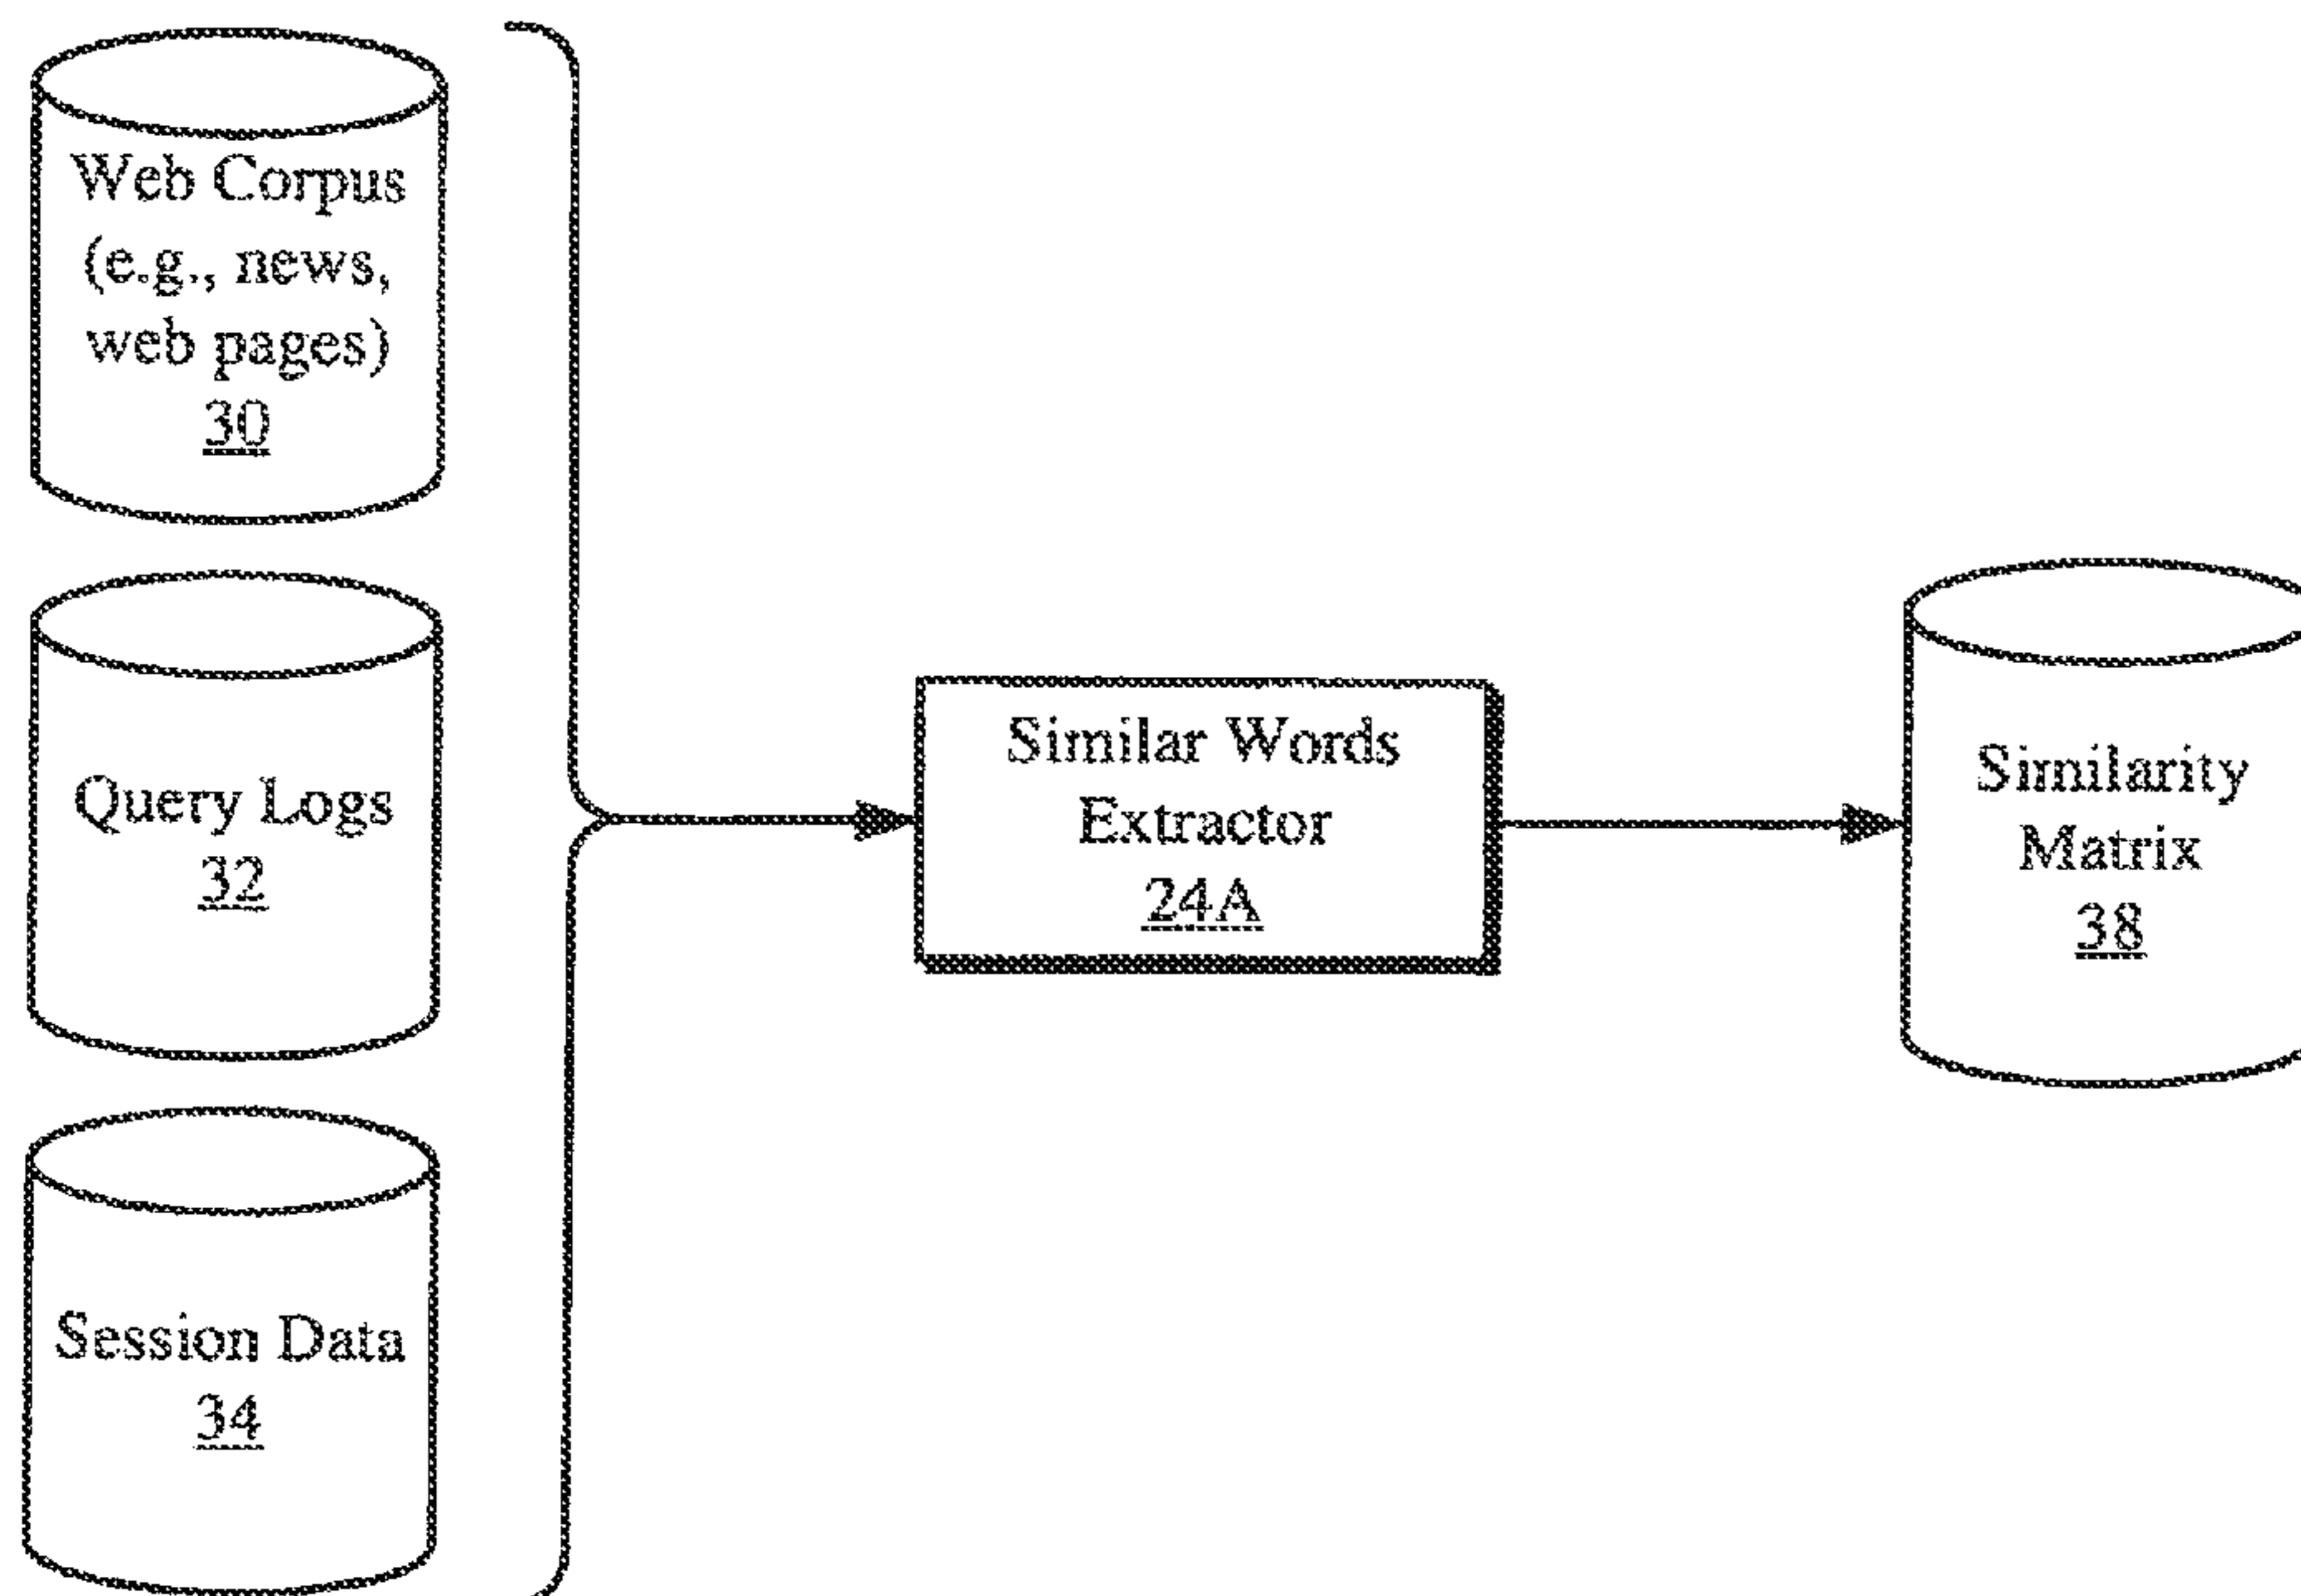 Web Corpus
(e.g., news,
web pages)
30
Query Logs
32
Session Data
34
Similar Words
Extractor
24A
Similarity
Matrix
38